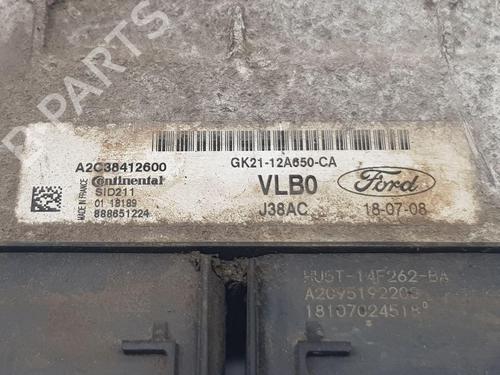 B-PARTS
A2C38412600
GK21-12A650-CA
MADE IN FRANCE
Continental
SID211
01 18189
888651224
VLB0
J38AC
Ford
18-07-08
HU5T-14F262-BA
A2C95192200
18107024518